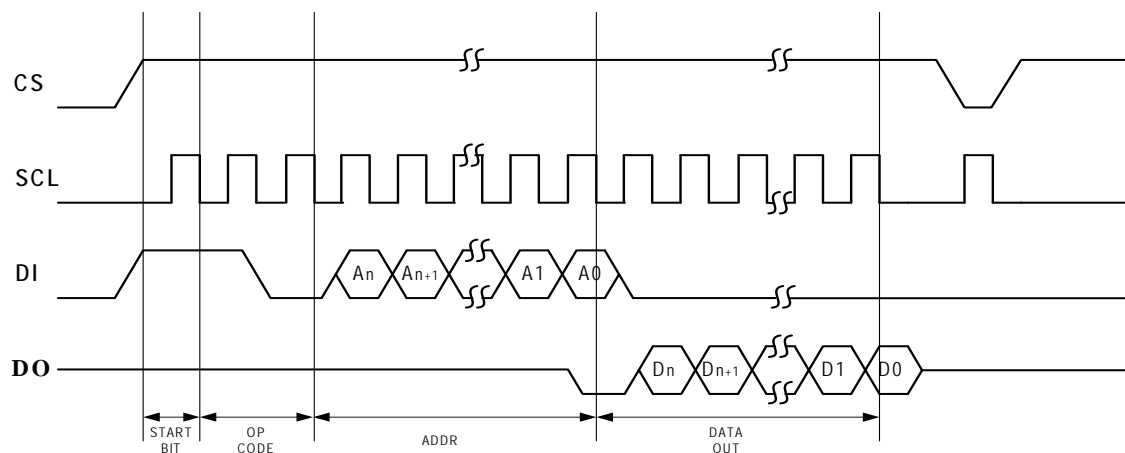 CS
SCL
DI
An An+1 A1 A0
DO
Dn Dn+1 D1 D0
START BIT
OP CODE
ADDR
DATA OUT